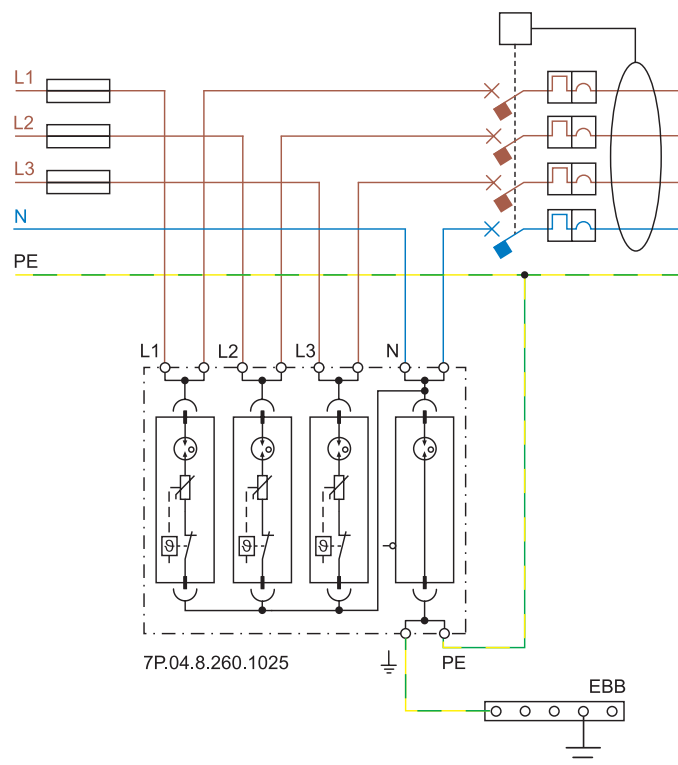 L1
L2
L3
N
PE
L1 L2 L3 N
ϑ ϑ ϑ
7P.04.8.260.1025 PE
EBB